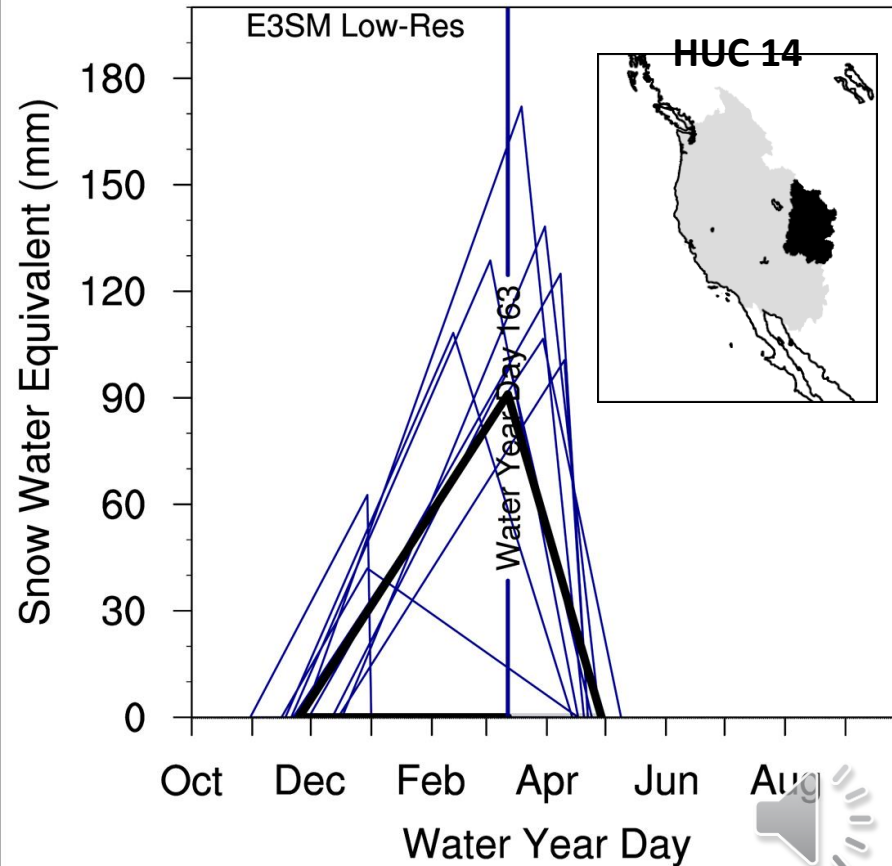 E3SM Low-Res
HUC 14
Snow Water Equivalent (mm)
180
150
120
90
60
30
0
Water Year Day 163
Oct Dec Feb Apr Jun Aug
Water Year Day